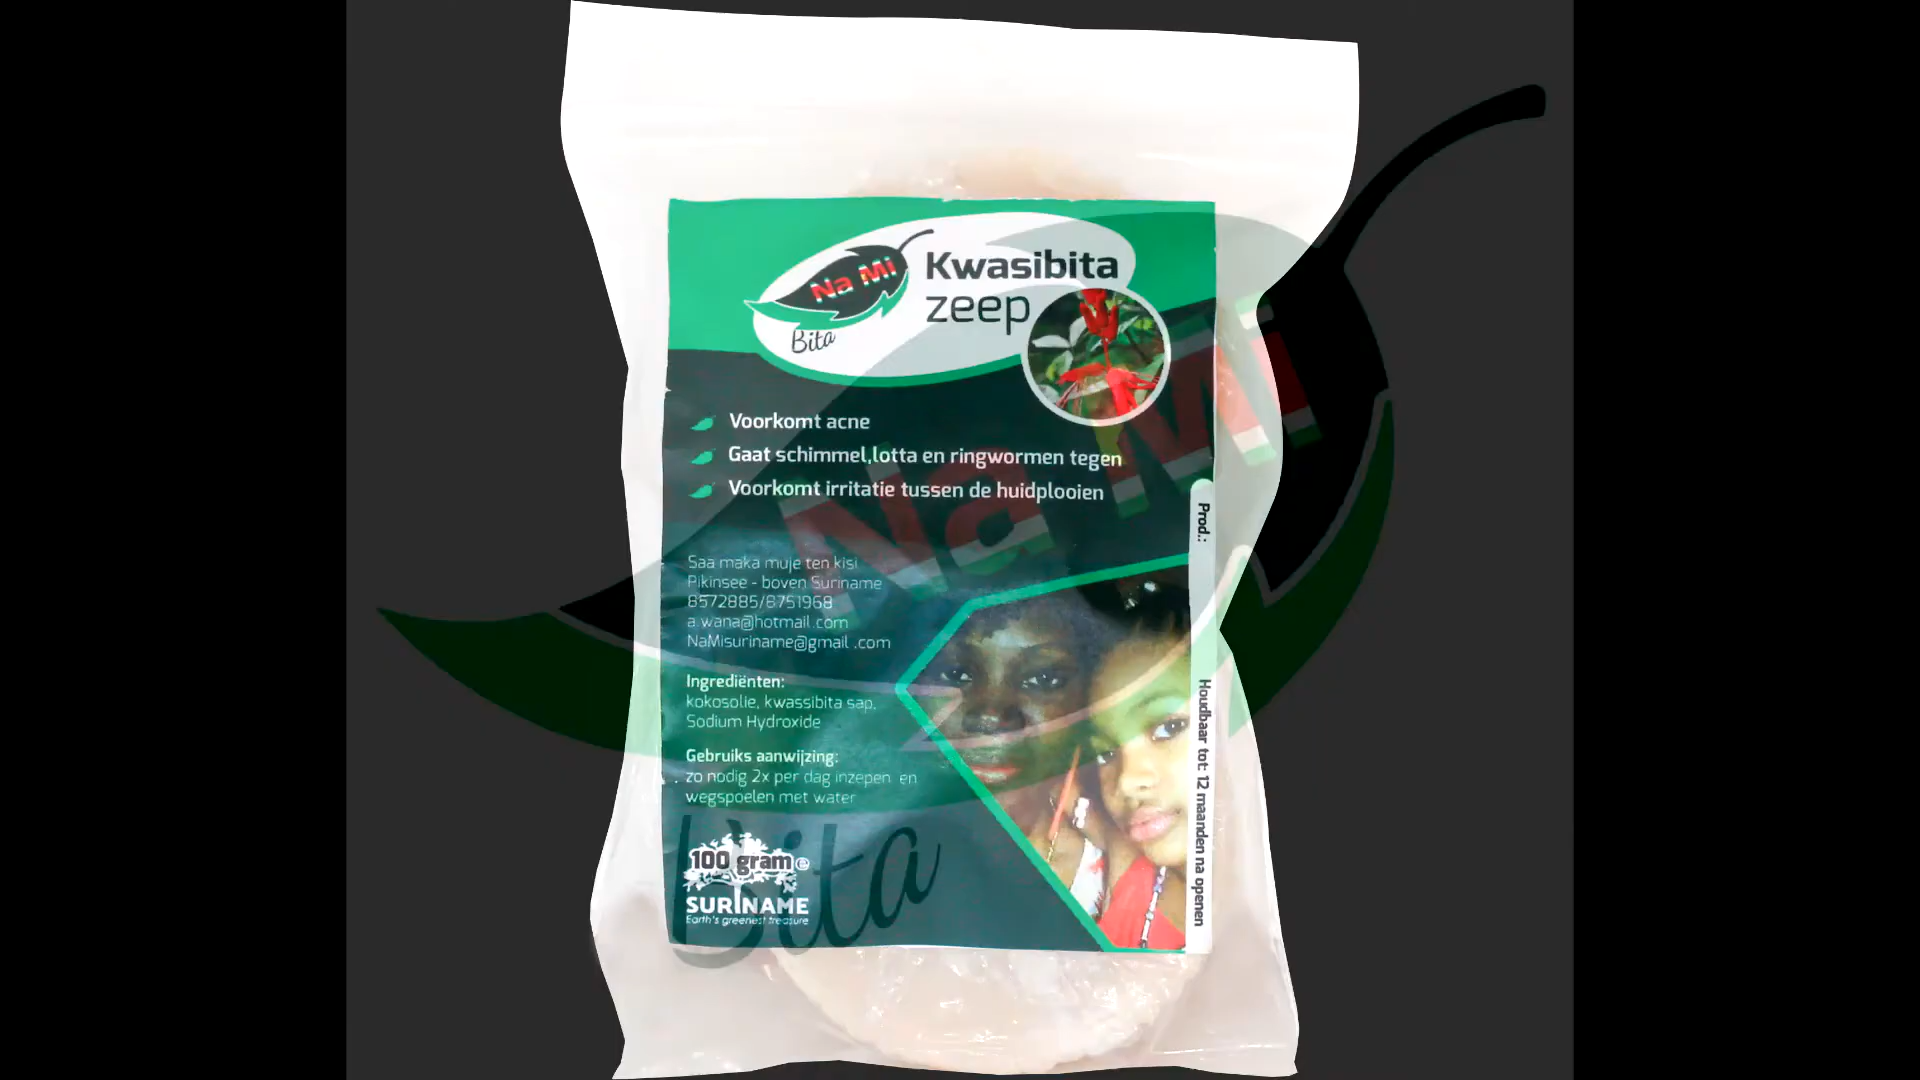 Na Mi
Bita
Kwasibita
zeep
Voorkomt acne
Gaat schimmel,lotta en ringwormen tegen
Voorkomt irritatie tussen de huidplooien
Saa maka muje ten kisi
Pikinsee - boven Suriname
8572885/8751968
a.wana@hotmail.com
NaMisuriname@gmail.com
Ingrediënten:
kokosolie, kwassibita sap,
Sodium Hydroxide
Gebruiks aanwijzing:
zo nodig 2x per dag inzepen en
wegspoelen met water
100 gram e
SURINAME
Earth's greenest treasure
Prod.:
Houdbaar tot: 12 maanden na openen
Na Mi
Bita